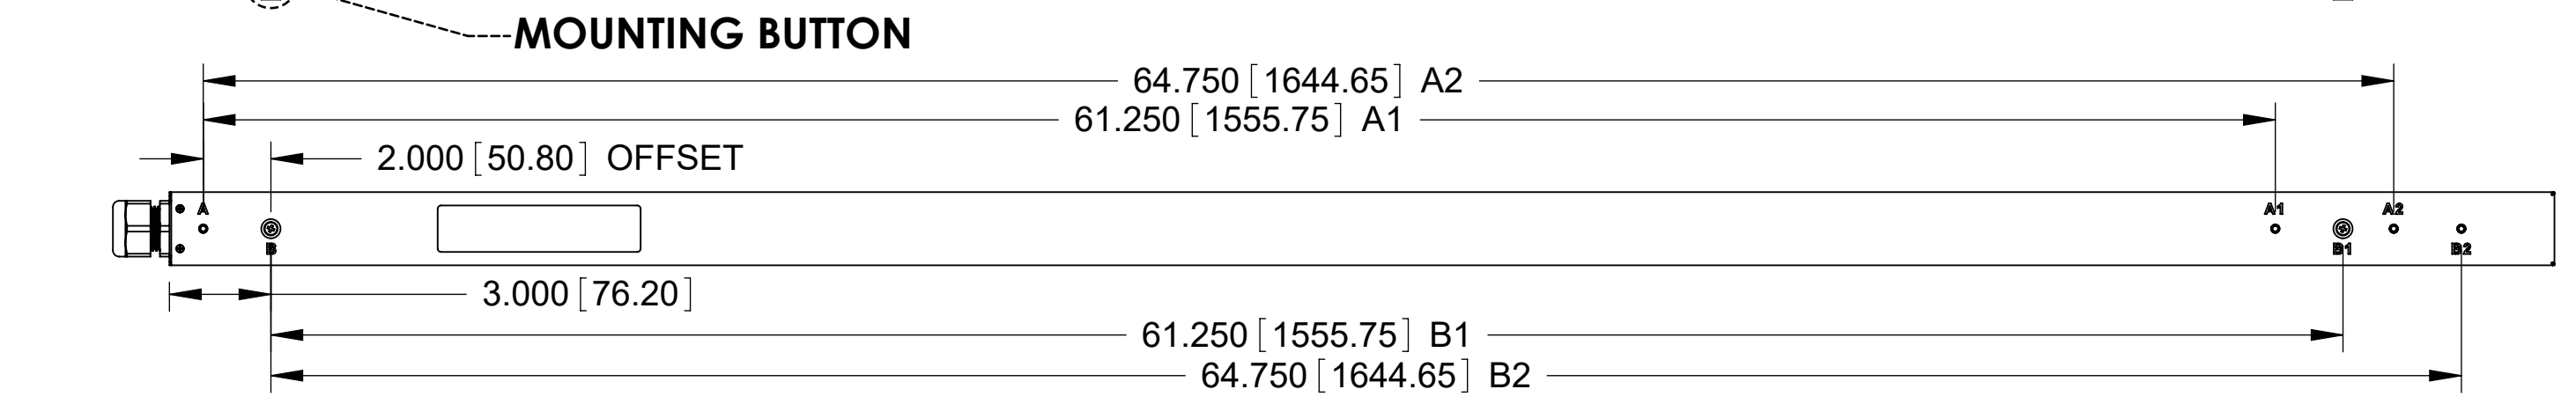 MOUNTING BUTTON
64.750 [1644.65] A2
61.250 [1555.75] A1
2.000 [50.80] OFFSET
A
A1
A2
B
B1
B2
3.000 [76.20]
61.250 [1555.75] B1
64.750 [1644.65] B2